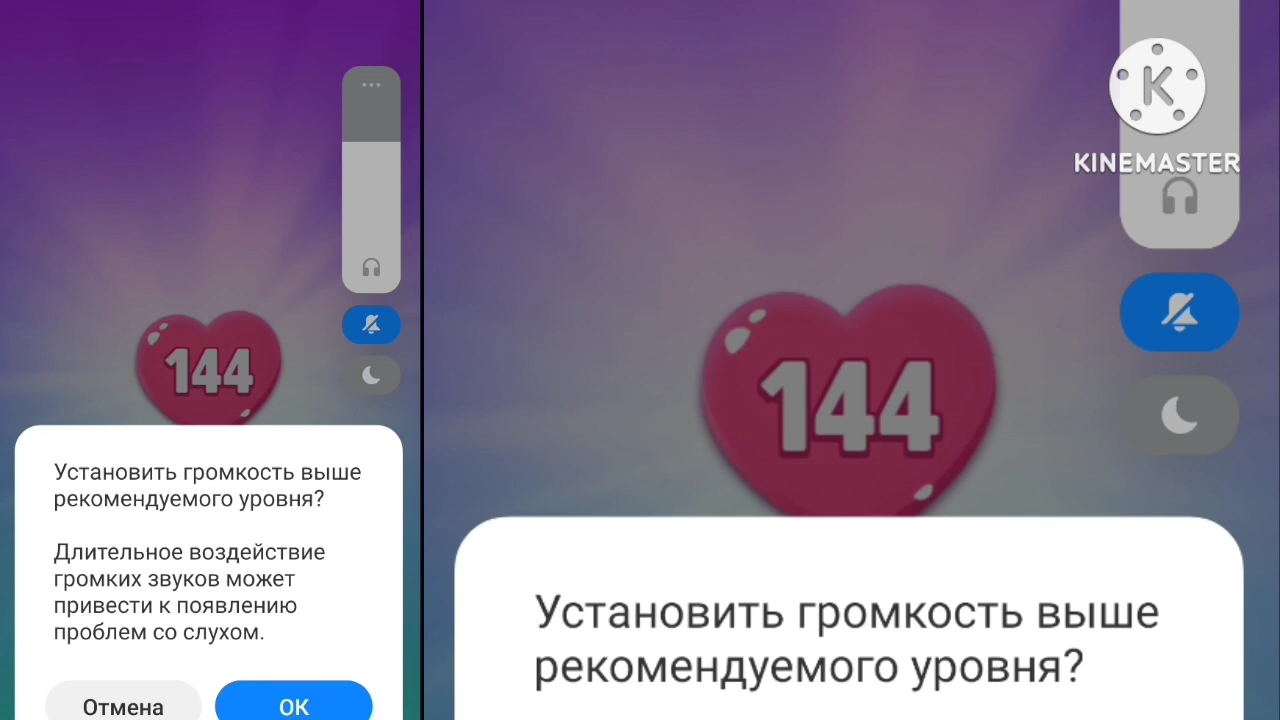 144
Установить громкость выше
рекомендуемого уровня?
Длительное воздействие
громких звуков может
привести к появлению
проблем со слухом.
Отмена
ОК
K
KINEMASTER
144
Установить громкость выше
рекомендуемого уровня?